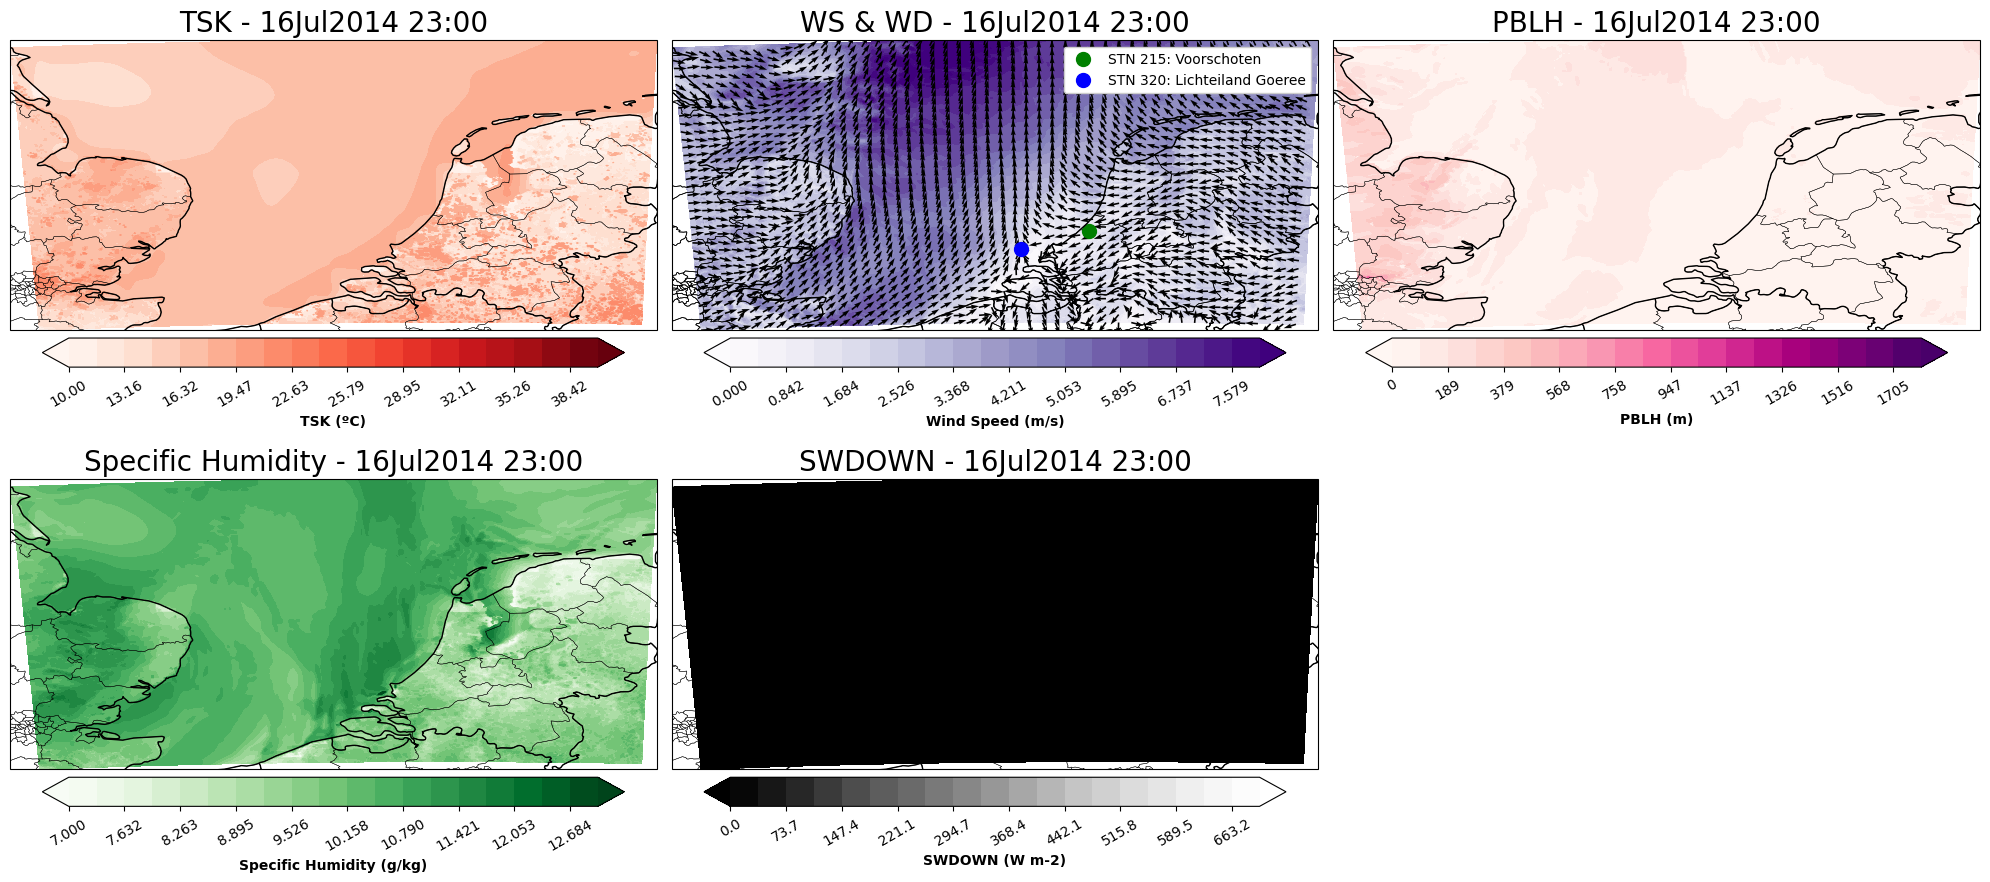 TSK - 16Jul2014 23:00
WS & WD - 16Jul2014 23:00
PBLH - 16Jul2014 23:00
STN 215: Voorschoten
STN 320: Lichteiland Goeree
10.00 13.16 16.32 19.47 22.63 25.79 28.95 32.11 35.26 38.42
TSK (ºC)
0.000 0.842 1.684 2.526 3.368 4.211 5.053 5.895 6.737 7.579
Wind Speed (m/s)
0 189 379 568 758 947 1137 1326 1516 1705
PBLH (m)
Specific Humidity - 16Jul2014 23:00
SWDOWN - 16Jul2014 23:00
7.000 7.632 8.263 8.895 9.526 10.158 10.790 11.421 12.053 12.684
Specific Humidity (g/kg)
0.0 73.7 147.4 221.1 294.7 368.4 442.1 515.8 589.5 663.2
SWDOWN (W m-2)